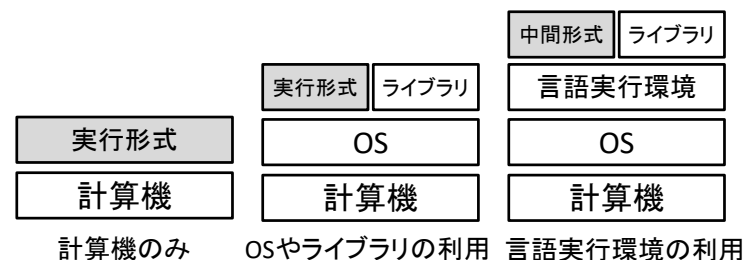 中間形式 ライブラリ
実行形式 ライブラリ 言語実行環境
実行形式 OS OS
計算機 計算機 計算機
計算機のみ OSやライブラリの利用 言語実行環境の利用